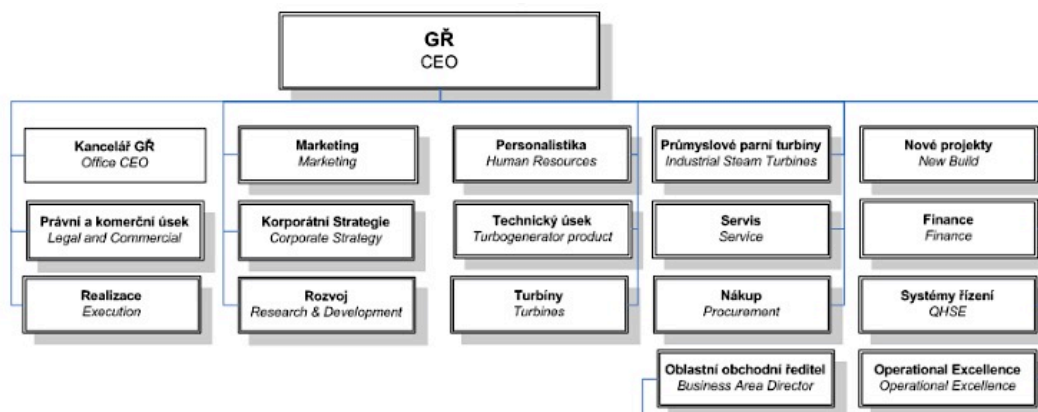 GŘ
CEO
Kancelář GŘ
Office CEO
Marketing
Marketing
Personalistika
Human Resources
Průmyslové parní turbíny
Industrial Steam Turbines
Nové projekty
New Build
Právní a komerční úsek
Legal and Commercial
Korporátní Strategie
Corporate Strategy
Technický úsek
Turbogenerator product
Servis
Service
Finance
Finance
Realizace
Execution
Rozvoj
Research & Development
Turbíny
Turbines
Nákup
Procurement
Systémy řízení
QHSE
Oblastní obchodní ředitel
Business Area Director
Operational Excellence
Operational Excellence